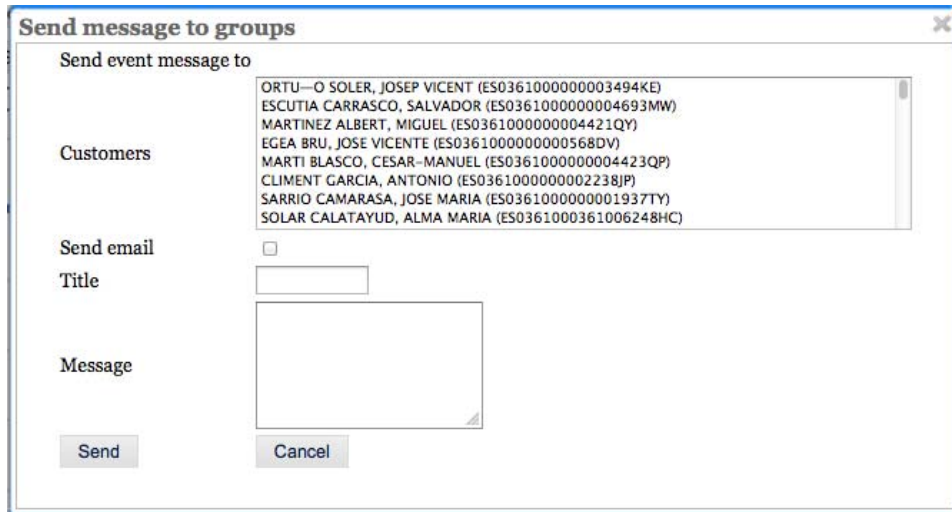 Send message to groups
Send event message to
Customers
ORTU—O SOLER, JOSEP VICENT (ES0361000000003494KE)
ESCUTIA CARRASCO, SALVADOR (ES0361000000004693MW)
MARTINEZ ALBERT, MIGUEL (ES0361000000004421QY)
EGEA BRU, JOSE VICENTE (ES0361000000000568DV)
MARTI BLASCO, CESAR-MANUEL (ES0361000000004423QP)
CLIMENT GARCIA, ANTONIO (ES0361000000002238JP)
SARRIO CAMARASA, JOSE MARIA (ES0361000000001937TY)
SOLAR CALATAYUD, ALMA MARIA (ES0361000361006248HC)
Send email
Title
Message
Send Cancel